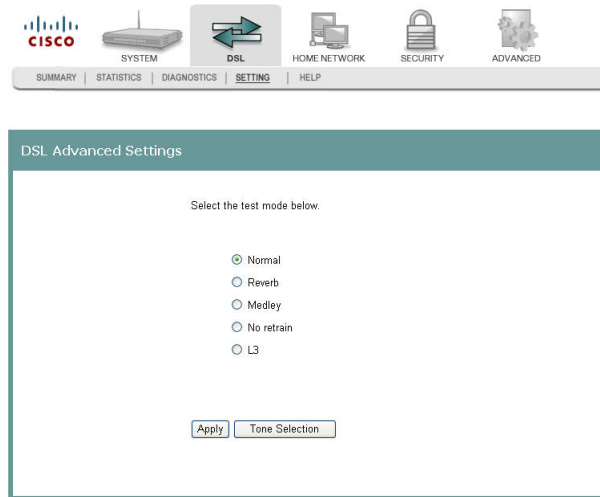 CISCO
SYSTEM DSL HOME NETWORK SECURITY ADVANCED
SUMMARY | STATISTICS | DIAGNOSTICS | SETTING | HELP
DSL Advanced Settings
Select the test mode below.
Normal
Reverb
Medley
No retrain
L3
Apply Tone Selection